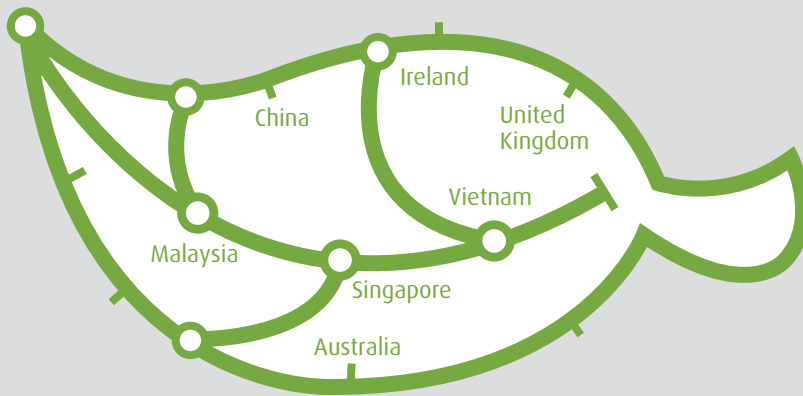 Ireland
China
United
Kingdom
Vietnam
Malaysia
Singapore
Australia